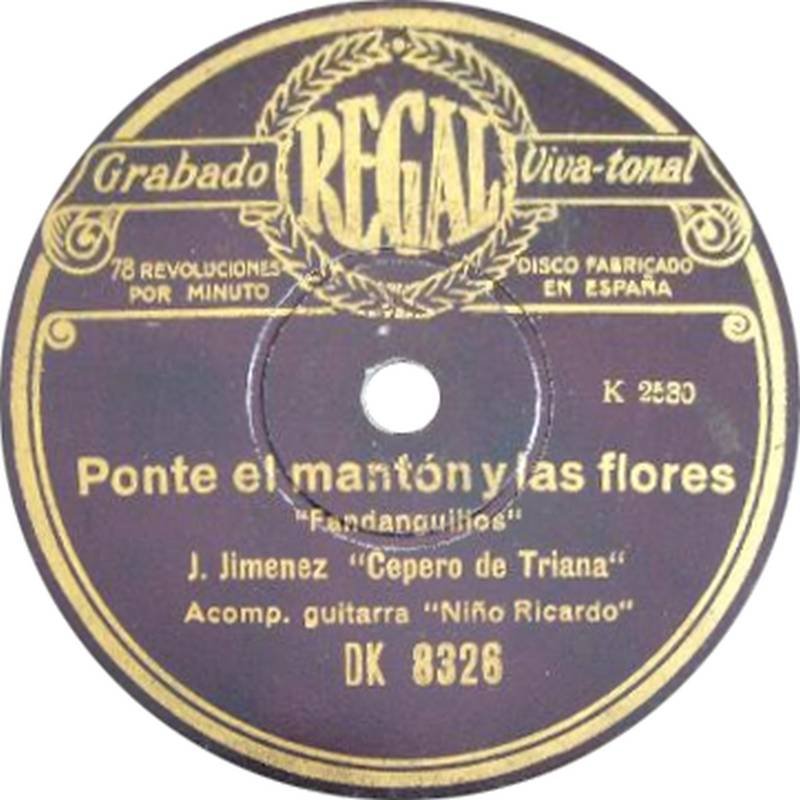 REGAL
Grabado Viva-tonal
78 REVOLUCIONES POR MINUTO
DISCO FABRICADO EN ESPAÑA
K
Ponte el mantón y las flores
"Fandanguillos"
J. Jimenez "Cepero de Triana"
Acomp. guitarra "Niño Ricardo"
DK 8326